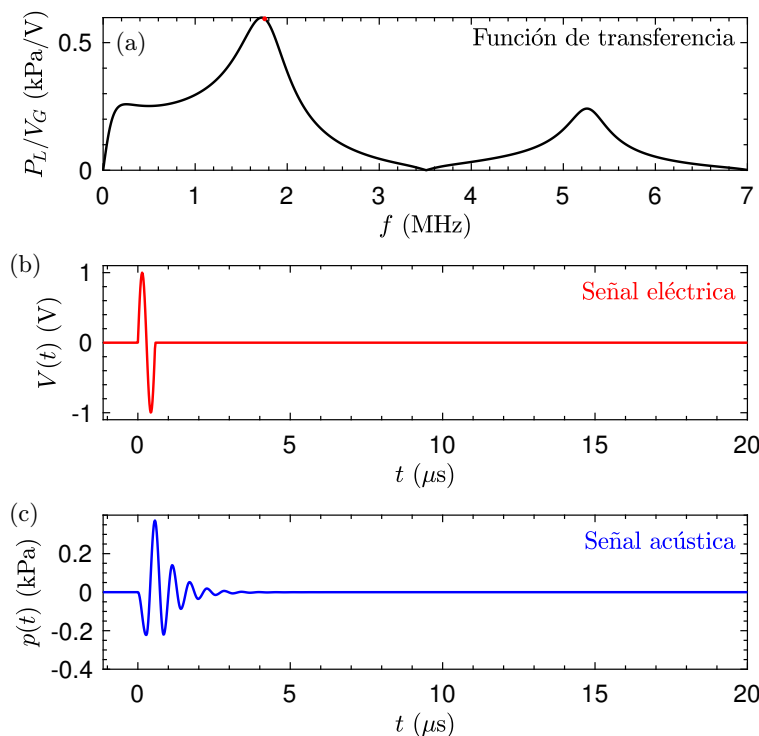 (a)
Función de transferencia
P_L/V_G (kPa/V)
0.6
0
0 1 2 3 4 5 6 7
f (MHz)
(b)
Señal eléctrica
V(t) (V)
1
0
-1
0 5 10 15 20
t (μs)
(c)
Señal acústica
p(t) (kPa)
0.2
0
-0.2
-0.4
0 5 10 15 20
t (μs)